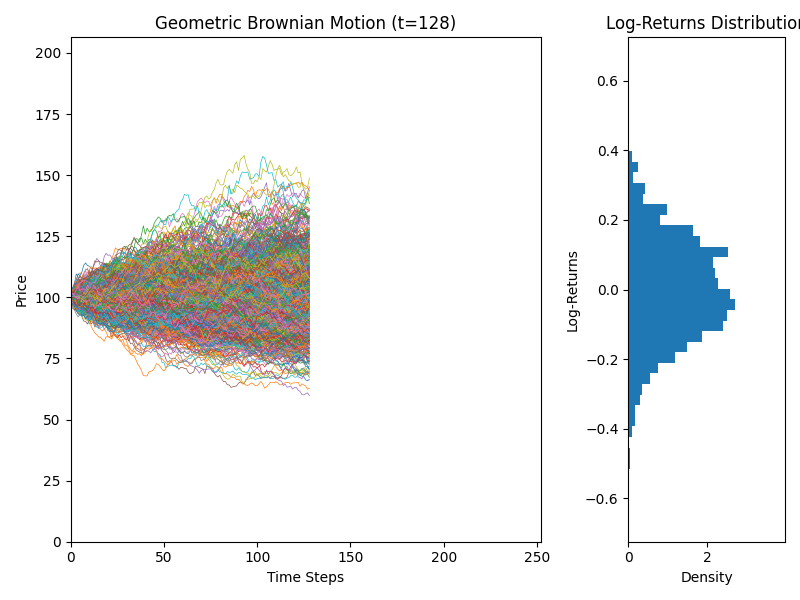 Geometric Brownian Motion (t=128)
200
175
150
125
100
75
50
25
0
Price
0 50 100 150 200 250
Time Steps
Log-Returns Distribution
0.6
0.4
0.2
0.0
−0.2
−0.4
−0.6
Log-Returns
0 2
Density